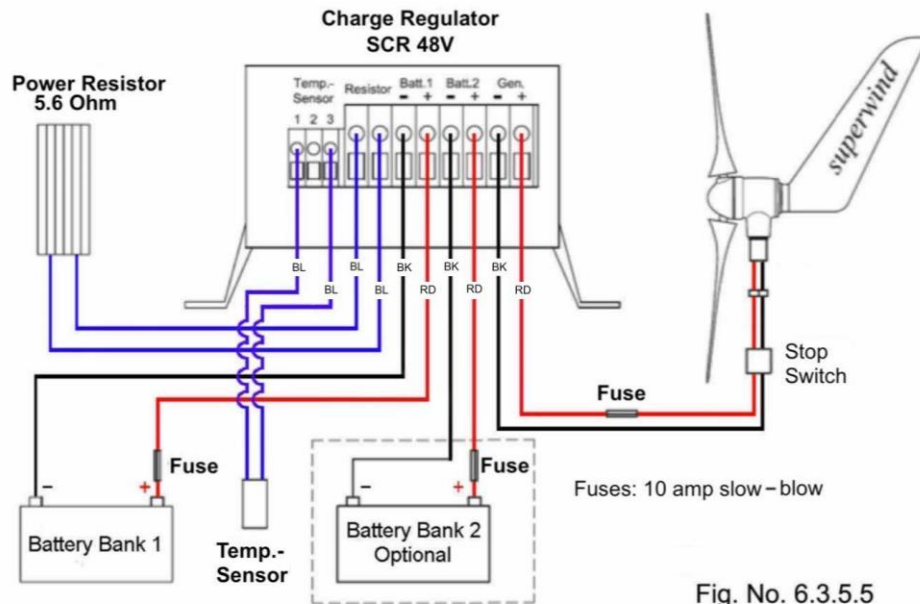 Charge Regulator
SCR 48V
Power Resistor
5.6 Ohm
Temp.-
Sensor
Resistor
Batt.1
Batt.2
Gen.
- + - + - +
1 2 3
superwind
BL
BL
BL
BL
BK
RD
BK
RD
BK
RD
Stop
Switch
Fuse
Fuse
Fuse
- +
- +
Fuses: 10 amp slow – blow
Battery Bank 1
Temp.-
Sensor
Battery Bank 2
Optional
Fig. No. 6.3.5.5